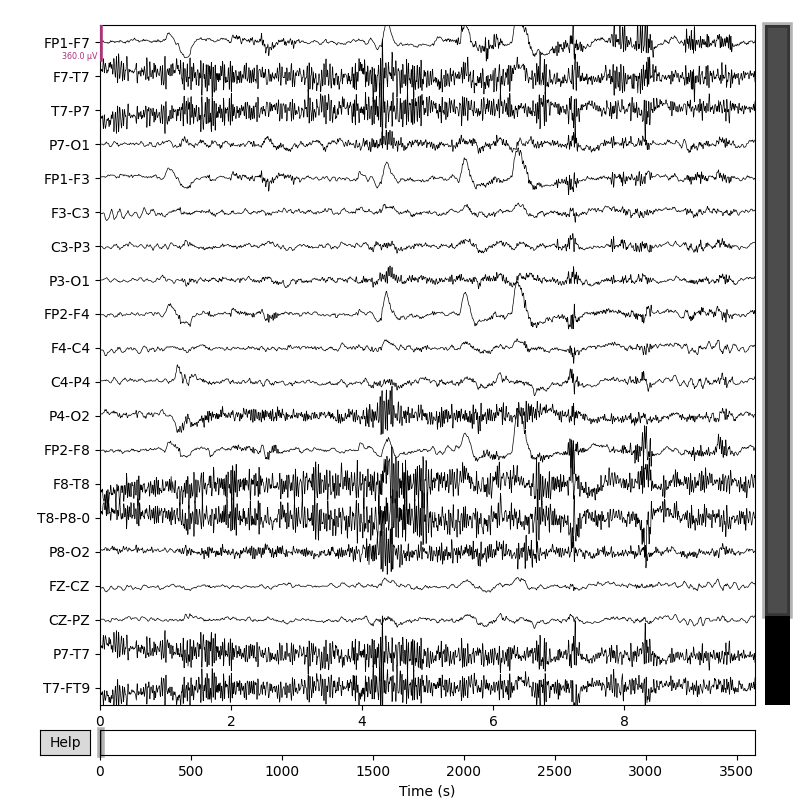 FP1-F7
360.0 µV
F7-T7
T7-P7
P7-O1
FP1-F3
F3-C3
C3-P3
P3-O1
FP2-F4
F4-C4
C4-P4
P4-O2
FP2-F8
F8-T8
T8-P8-0
P8-O2
FZ-CZ
CZ-PZ
P7-T7
T7-FT9
0 2 4 6 8
Help
0 500 1000 1500 2000 2500 3000 3500
Time (s)